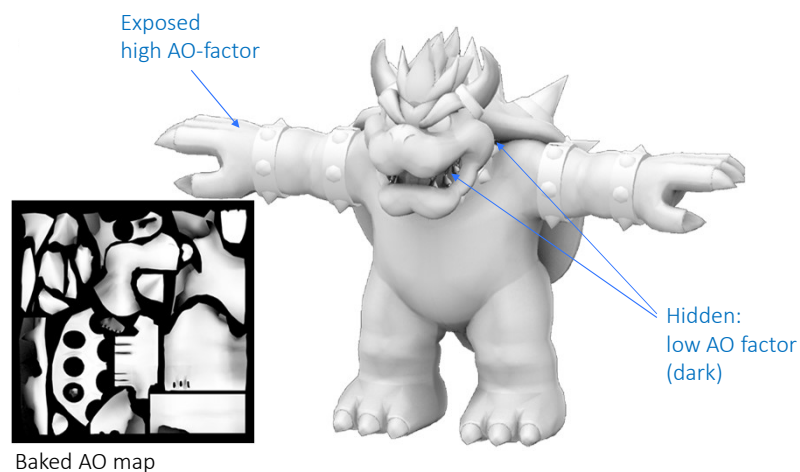 Exposed
high AO-factor
Hidden:
low AO factor
(dark)
Baked AO map